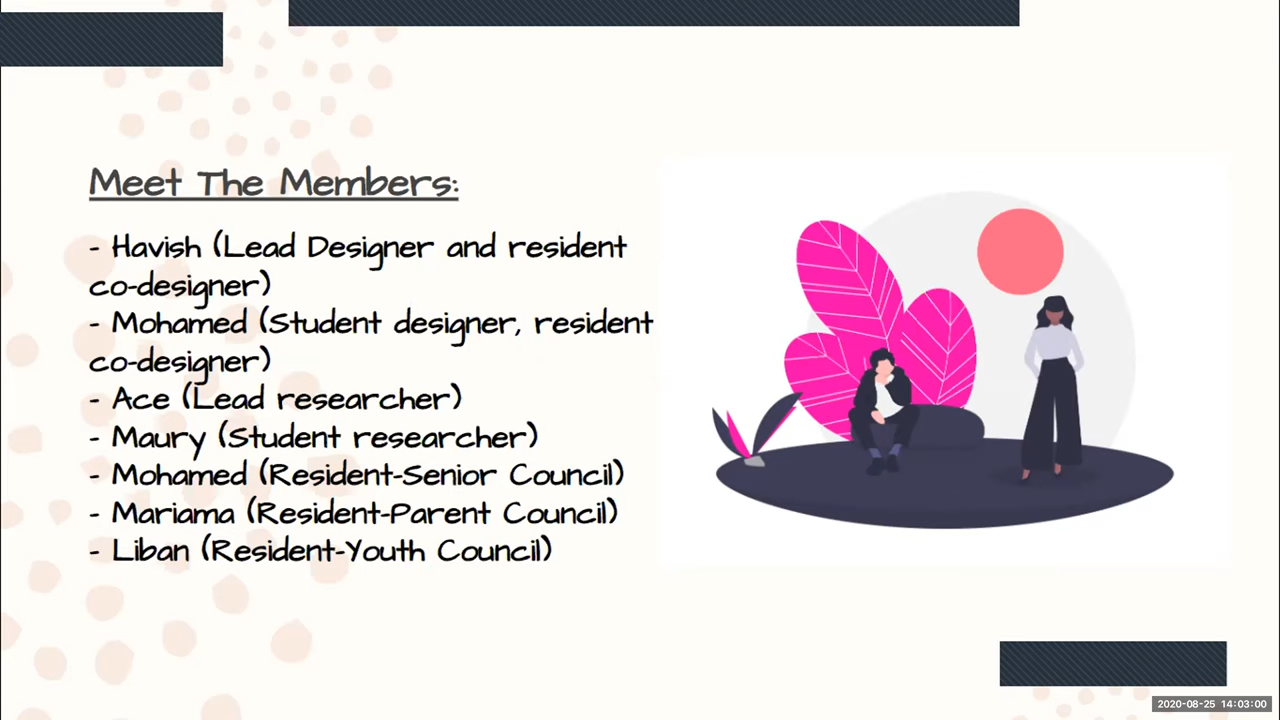 Meet The Members:
- Havish (Lead Designer and resident
co-designer)
- Mohamed (Student designer, resident
co-designer)
- Ace (Lead researcher)
- Maury (Student researcher)
- Mohamed (Resident-Senior Council)
- Mariama (Resident-Parent Council)
- Liban (Resident-Youth Council)
2020-08-25 14:03:00